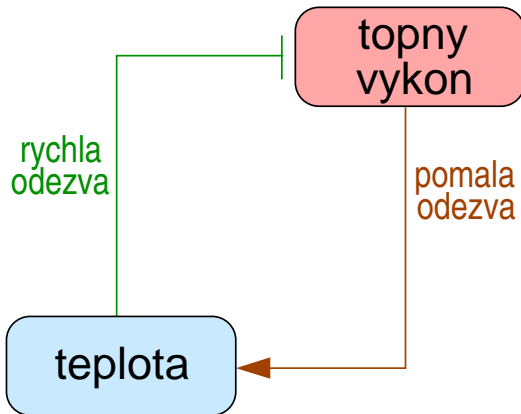 topny
vykon
rychla
odezva
pomala
odezva
teplota